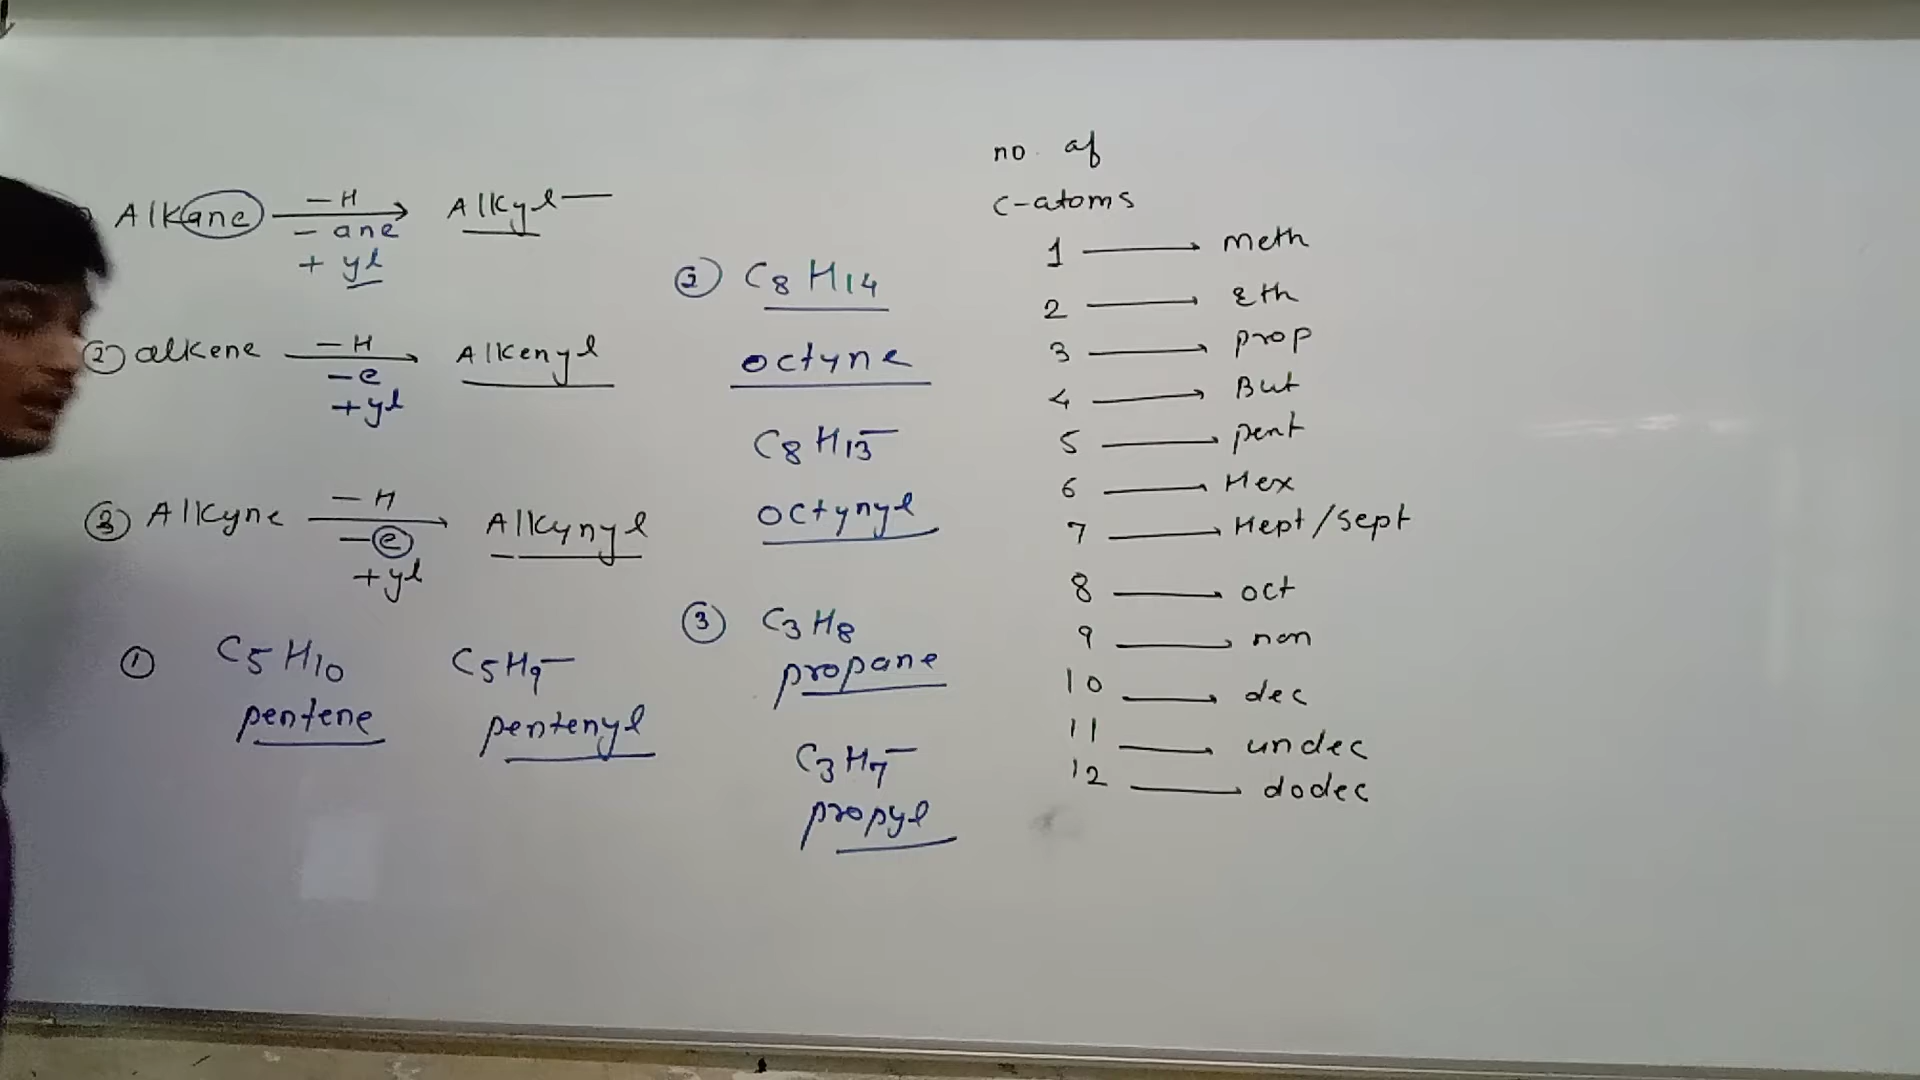 Alkane —H→ Alkyl—
— ane
+ yl
② alkene —H→ Alkenyl
—e
+yl
③ Alkyne —H→ Alkynyl
—e
+yl
① C5H10 C5H9—
pentene pentenyl
② C8H14
octyne
C8H13—
octynyl
③ C3H8
propane
C3H7—
propyl
no. of
C-atoms
1 → meth
2 → Eth
3 → prop
4 → But
5 → pent
6 → Hex
7 → Hept/Sept
8 → oct
9 → non
10 → dec
11 → undec
12 → dodec